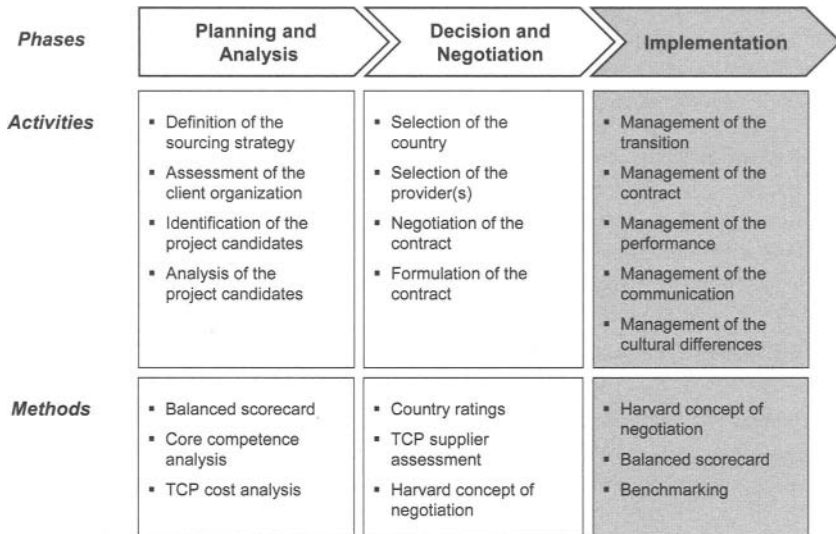 Phases
Planning and
Analysis
Decision and
Negotiation
Implementation
Activities
▪ Definition of the
sourcing strategy
▪ Assessment of the
client organization
▪ Identification of the
project candidates
▪ Analysis of the
project candidates
▪ Selection of the
country
▪ Selection of the
provider(s)
▪ Negotiation of the
contract
▪ Formulation of the
contract
▪ Management of the
transition
▪ Management of the
contract
▪ Management of the
performance
▪ Management of the
communication
▪ Management of the
cultural differences
Methods
▪ Balanced scorecard
▪ Core competence
analysis
▪ TCP cost analysis
▪ Country ratings
▪ TCP supplier
assessment
▪ Harvard concept of
negotiation
▪ Harvard concept of
negotiation
▪ Balanced scorecard
▪ Benchmarking